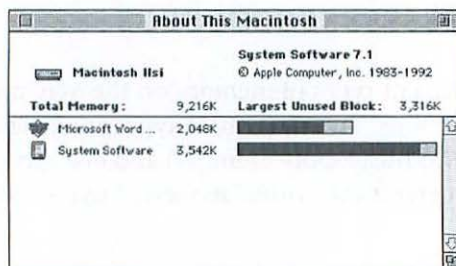 About This Macintosh
System Software 7.1
Macintosh IIsi
© Apple Computer, Inc. 1983-1992
Total Memory: 9,216K Largest Unused Block: 3,316K
Microsoft Word ... 2,048K
System Software 3,542K